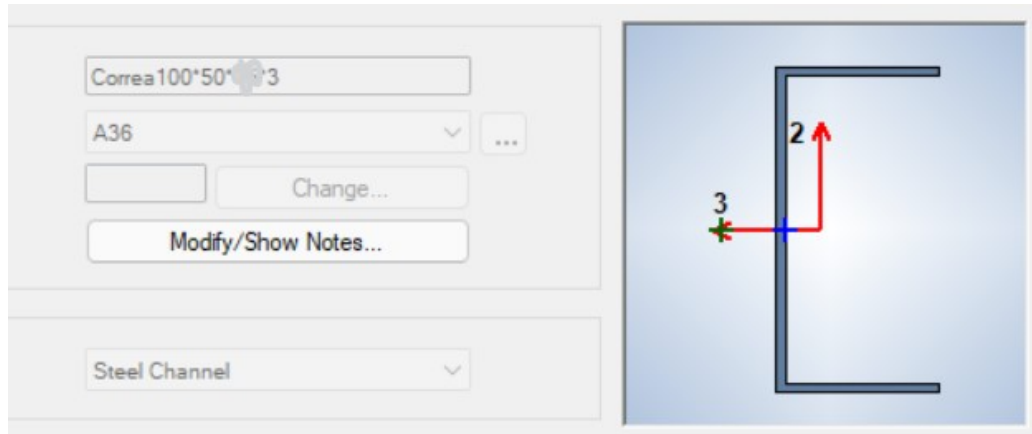 Correa100*50* *3
A36
...
Change...
Modify/Show Notes...
Steel Channel
2
3